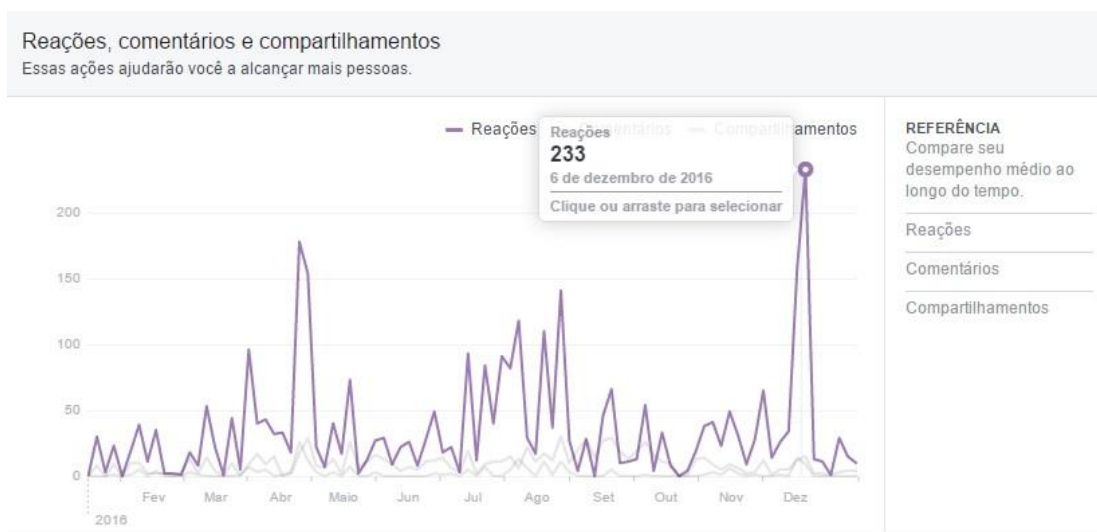 Reações, comentários e compartilhamentos
Essas ações ajudarão você a alcançar mais pessoas.
Reações Comentários Compartilhamentos
Reações
233
6 de dezembro de 2016
Clique ou arraste para selecionar
REFERÊNCIA
Compare seu
desempenho médio ao
longo do tempo.
Reações
Comentários
Compartilhamentos
200
150
100
50
0
Fev Mar Abr Maio Jun Jul Ago Set Out Nov Dez
2016